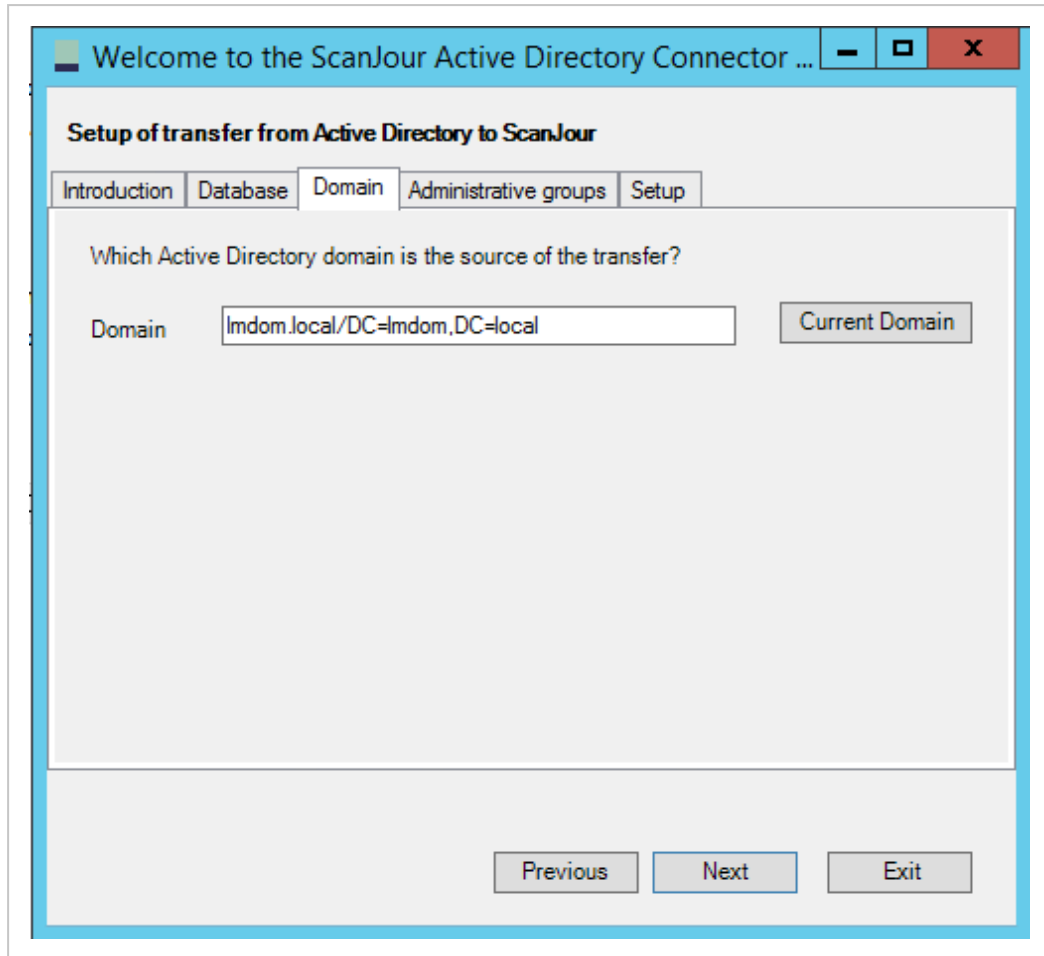 Welcome to the ScanJour Active Directory Connector ...
Setup of transfer from Active Directory to ScanJour
Introduction Database Domain Administrative groups Setup
Which Active Directory domain is the source of the transfer?
Domain lmdom.local/DC=lmdom,DC=local Current Domain
Previous Next Exit